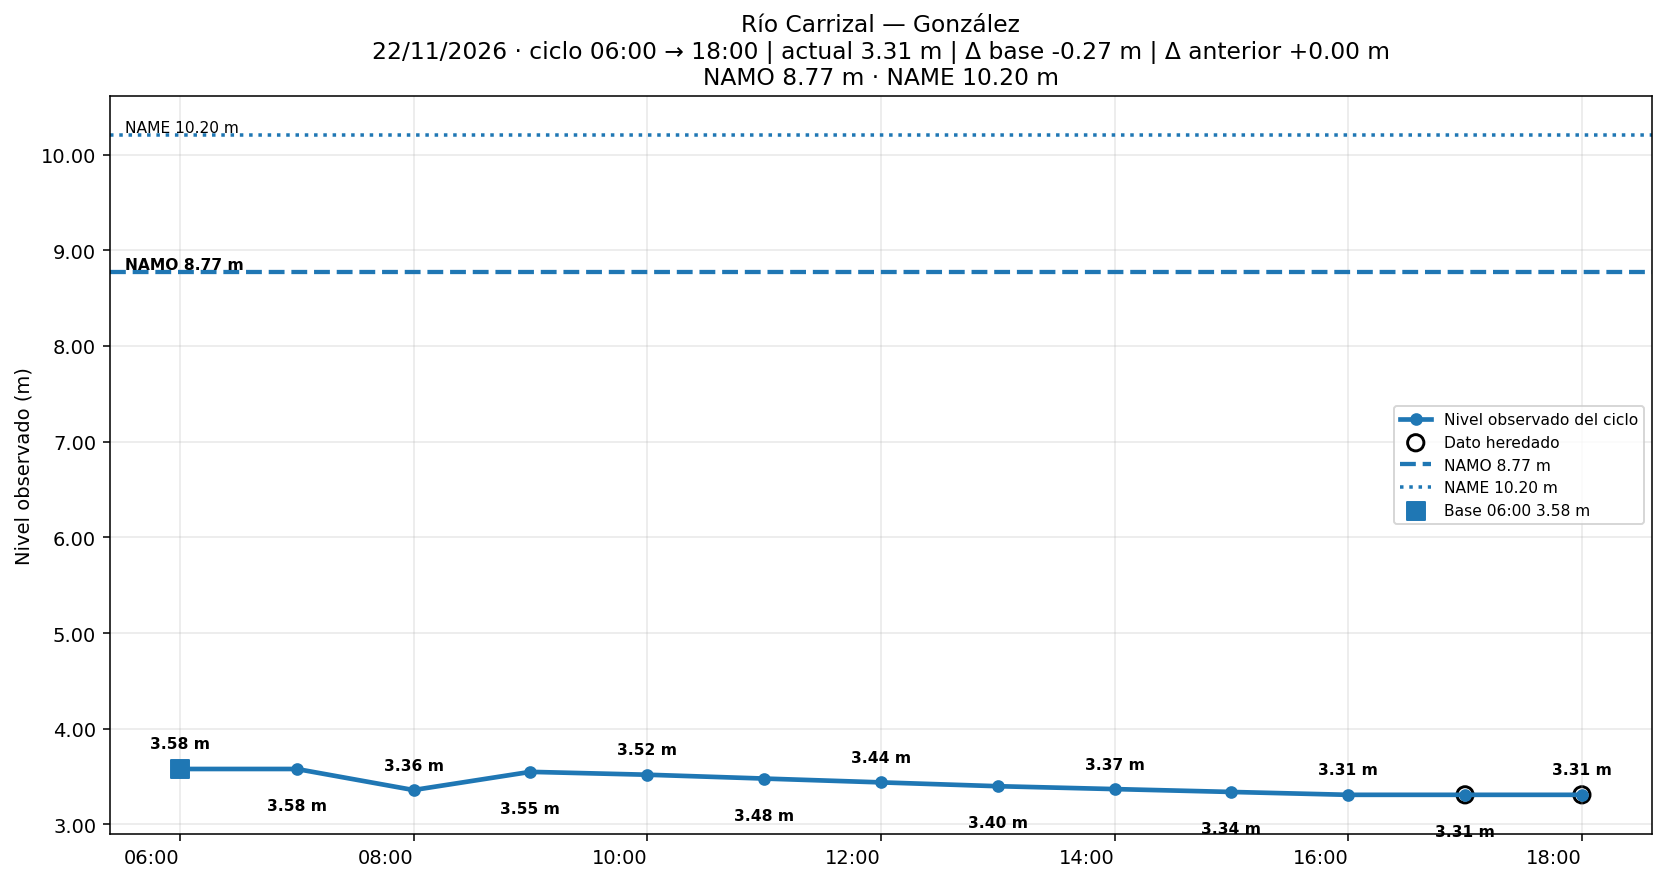 Río Carrizal — González
22/11/2026 · ciclo 06:00 → 18:00 | actual 3.31 m | Δ base -0.27 m | Δ anterior +0.00 m
NAMO 8.77 m · NAME 10.20 m
NAME 10.20 m
10.00
9.00
NAMO 8.77 m
8.00
7.00
6.00
5.00
4.00
3.00
Nivel observado (m)
Nivel observado del ciclo
Dato heredado
NAMO 8.77 m
NAME 10.20 m
Base 06:00 3.58 m
3.58 m
3.58 m
3.36 m
3.55 m
3.52 m
3.48 m
3.44 m
3.40 m
3.37 m
3.34 m
3.31 m
3.31 m
3.31 m
06:00
08:00
10:00
12:00
14:00
16:00
18:00